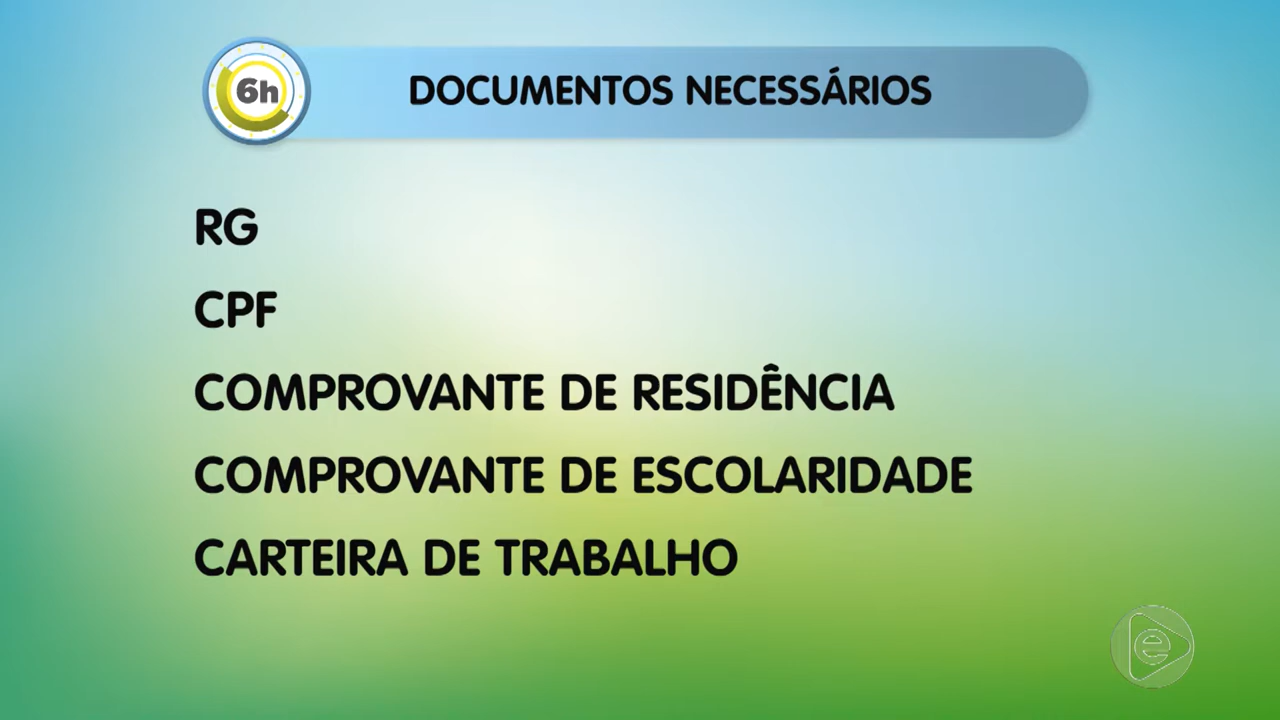 6h
DOCUMENTOS NECESSÁRIOS
RG
CPF
COMPROVANTE DE RESIDÊNCIA
COMPROVANTE DE ESCOLARIDADE
CARTEIRA DE TRABALHO
e